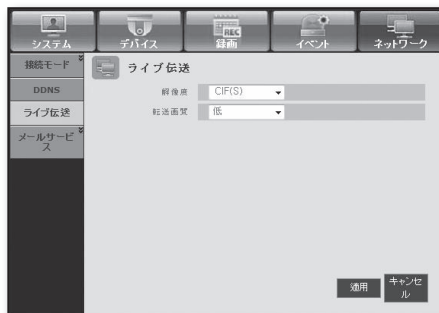 システム
デバイス
REC
録画
イベント
ネットワーク
接続モード
DDNS
ライブ伝送
メールサービ
ス
ライブ伝送
解像度 CIF(S)
転送画質 低
適用
キャンセ
ル